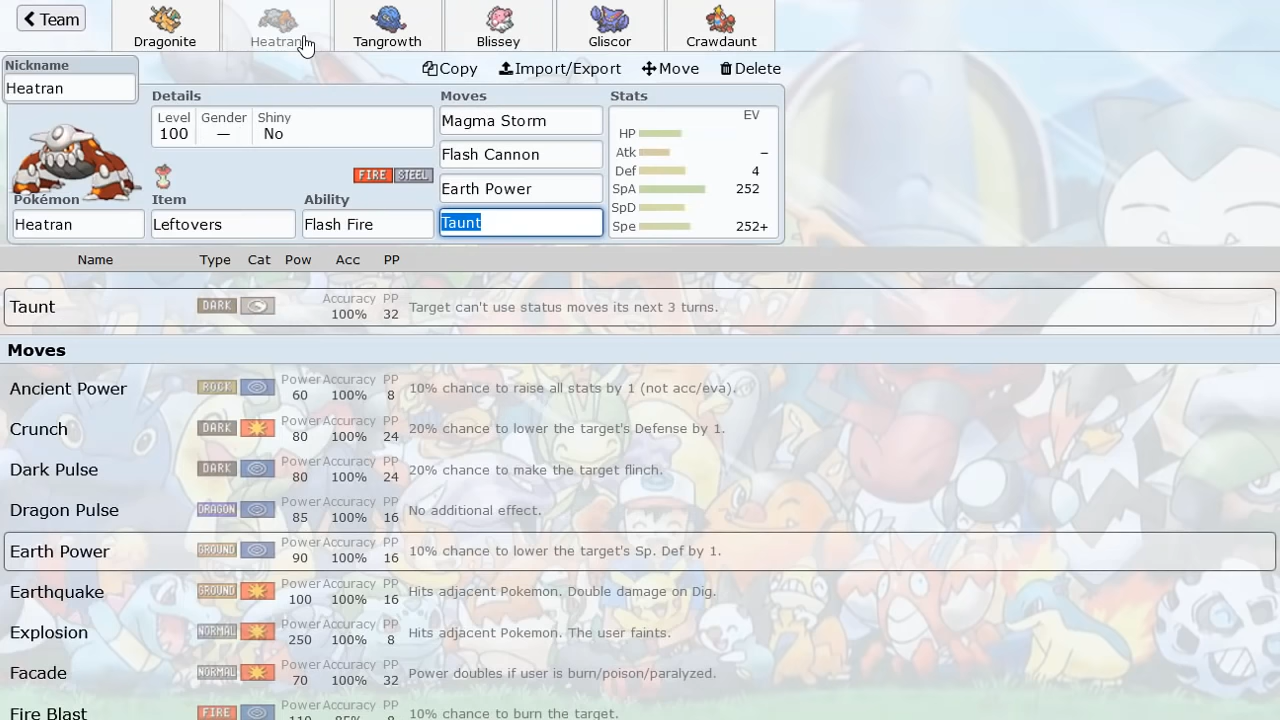 Team
Dragonite
Heatran
Tangrowth
Blissey
Gliscor
Crawdaunt
Copy
Import/Export
Move
Delete
Nickname
Heatran
Details
Level
100
Gender
—
Shiny
No
FIRE STEEL
Pokémon
Heatran
Item
Leftovers
Ability
Flash Fire
Moves
Magma Storm
Flash Cannon
Earth Power
Taunt
Stats
EV
HP
Atk –
Def 4
SpA 252
SpD
Spe 252+
Name Type Cat Pow Acc PP
Taunt DARK Accuracy 100% PP 32 Target can't use status moves its next 3 turns.
Moves
Ancient Power ROCK Power 60 Accuracy 100% PP 8 10% chance to raise all stats by 1 (not acc/eva).
Crunch DARK Power 80 Accuracy 100% PP 24 20% chance to lower the target's Defense by 1.
Dark Pulse DARK Power 80 Accuracy 100% PP 24 20% chance to make the target flinch.
Dragon Pulse DRAGON Power 85 Accuracy 100% PP 16 No additional effect.
Earth Power GROUND Power 90 Accuracy 100% PP 16 10% chance to lower the target's Sp. Def by 1.
Earthquake GROUND Power 100 Accuracy 100% PP 16 Hits adjacent Pokemon. Double damage on Dig.
Explosion NORMAL Power 250 Accuracy 100% PP 8 Hits adjacent Pokemon. The user faints.
Facade NORMAL Power 70 Accuracy 100% PP 32 Power doubles if user is burn/poison/paralyzed.
Fire Blast FIRE Power 110 Accuracy 85% PP 8 10% chance to burn the target.